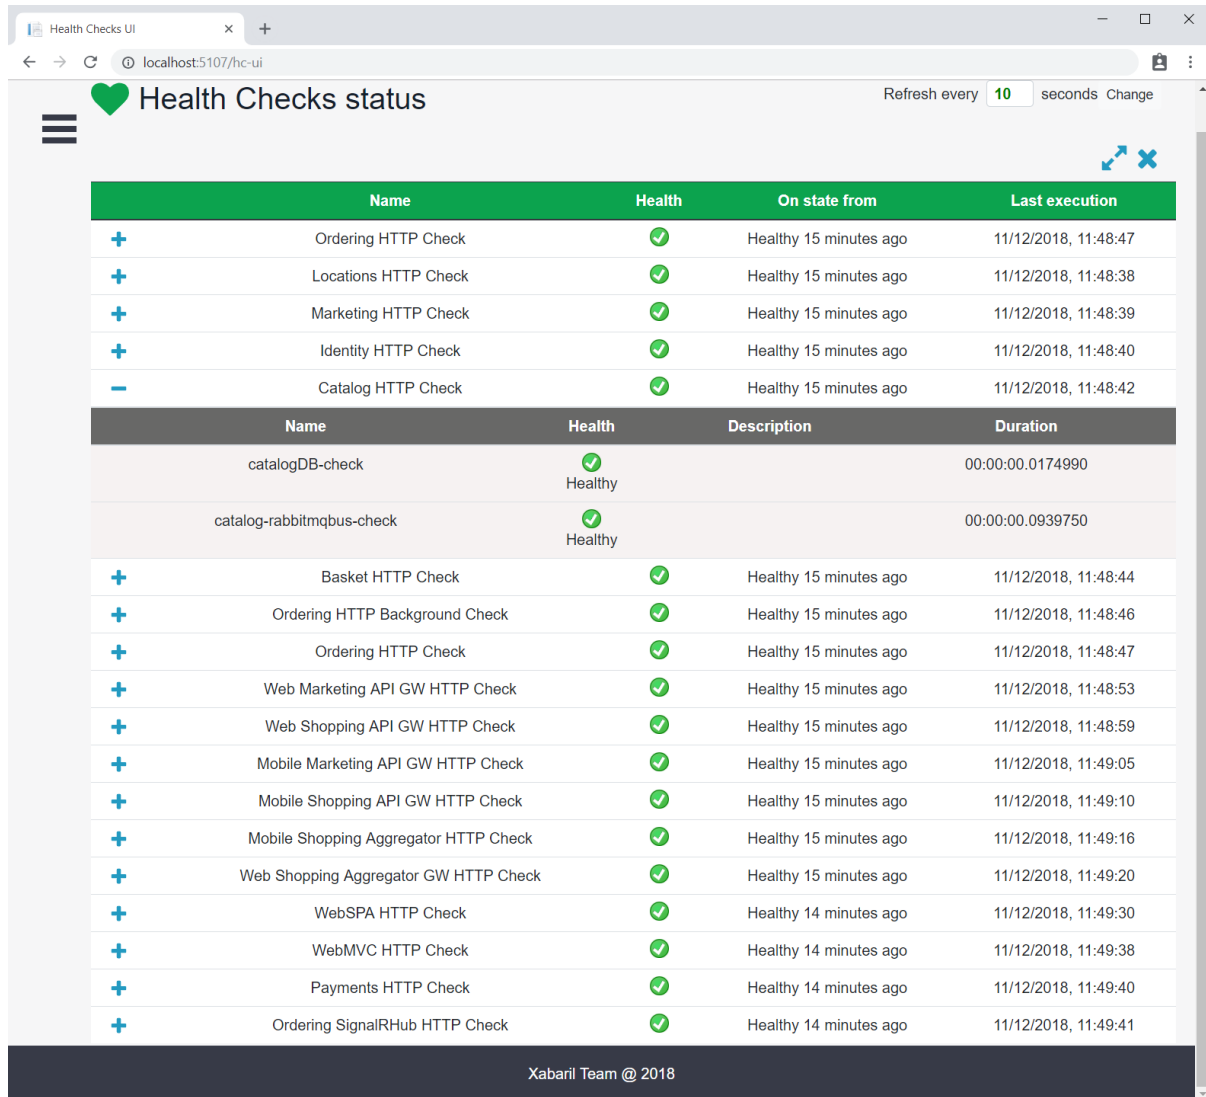 Health Checks UI
localhost:5107/hc-ui
Health Checks status
Refresh every 10 seconds Change
Name Health On state from Last execution
Ordering HTTP Check Healthy 15 minutes ago 11/12/2018, 11:48:47
Locations HTTP Check Healthy 15 minutes ago 11/12/2018, 11:48:38
Marketing HTTP Check Healthy 15 minutes ago 11/12/2018, 11:48:39
Identity HTTP Check Healthy 15 minutes ago 11/12/2018, 11:48:40
Catalog HTTP Check Healthy 15 minutes ago 11/12/2018, 11:48:42
Name Health Description Duration
catalogDB-check Healthy 00:00:00.0174990
catalog-rabbitmqbus-check Healthy 00:00:00.0939750
Basket HTTP Check Healthy 15 minutes ago 11/12/2018, 11:48:44
Ordering HTTP Background Check Healthy 15 minutes ago 11/12/2018, 11:48:46
Ordering HTTP Check Healthy 15 minutes ago 11/12/2018, 11:48:47
Web Marketing API GW HTTP Check Healthy 15 minutes ago 11/12/2018, 11:48:53
Web Shopping API GW HTTP Check Healthy 15 minutes ago 11/12/2018, 11:48:59
Mobile Marketing API GW HTTP Check Healthy 15 minutes ago 11/12/2018, 11:49:05
Mobile Shopping API GW HTTP Check Healthy 15 minutes ago 11/12/2018, 11:49:10
Mobile Shopping Aggregator HTTP Check Healthy 15 minutes ago 11/12/2018, 11:49:16
Web Shopping Aggregator GW HTTP Check Healthy 15 minutes ago 11/12/2018, 11:49:20
WebSPA HTTP Check Healthy 14 minutes ago 11/12/2018, 11:49:30
WebMVC HTTP Check Healthy 14 minutes ago 11/12/2018, 11:49:38
Payments HTTP Check Healthy 14 minutes ago 11/12/2018, 11:49:40
Ordering SignalRHub HTTP Check Healthy 14 minutes ago 11/12/2018, 11:49:41
Xabaril Team @ 2018